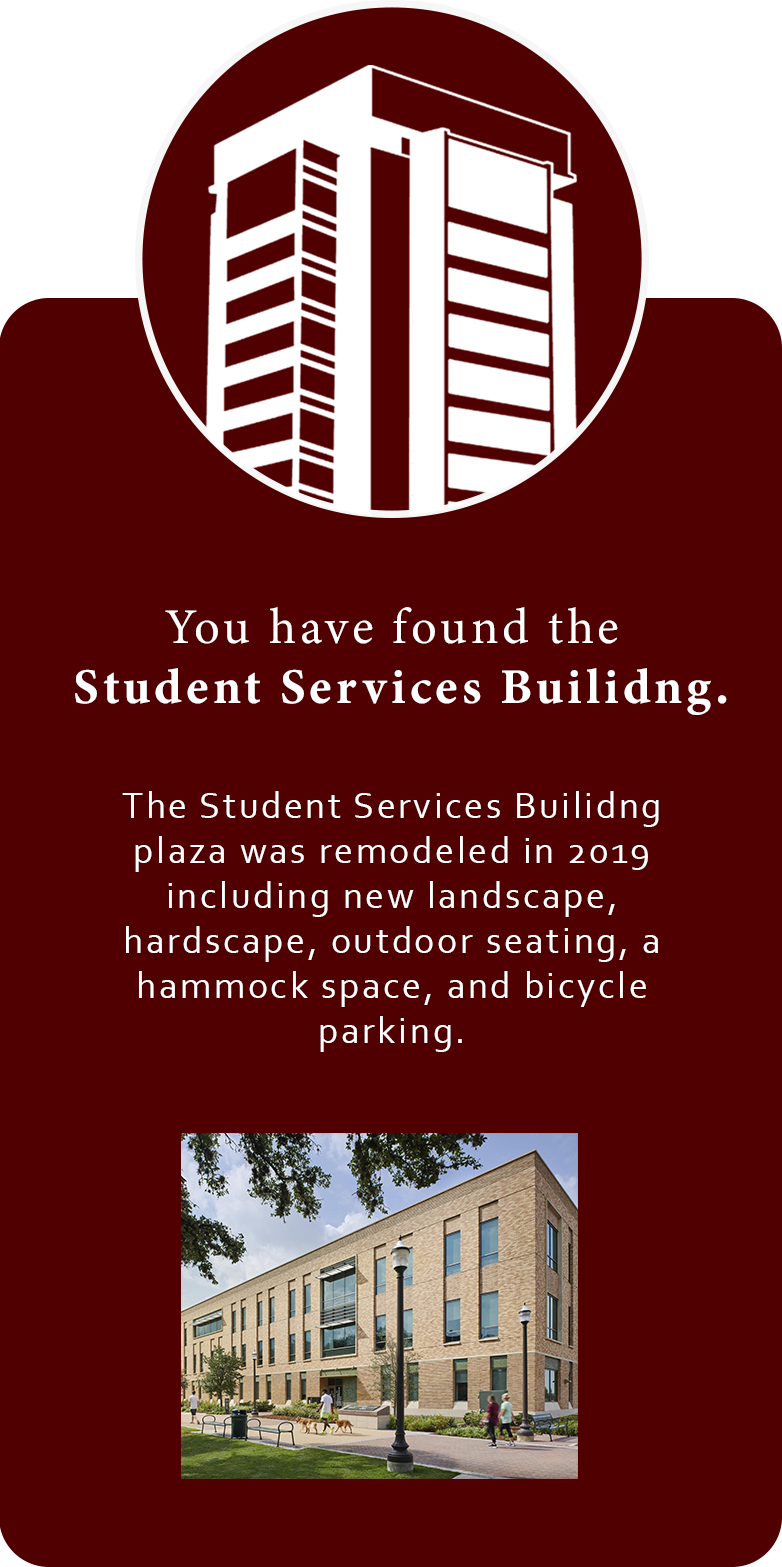 You have found the
Student Services Builidng.
The Student Services Builidng
plaza was remodeled in 2019
including new landscape,
hardscape, outdoor seating, a
hammock space, and bicycle
parking.